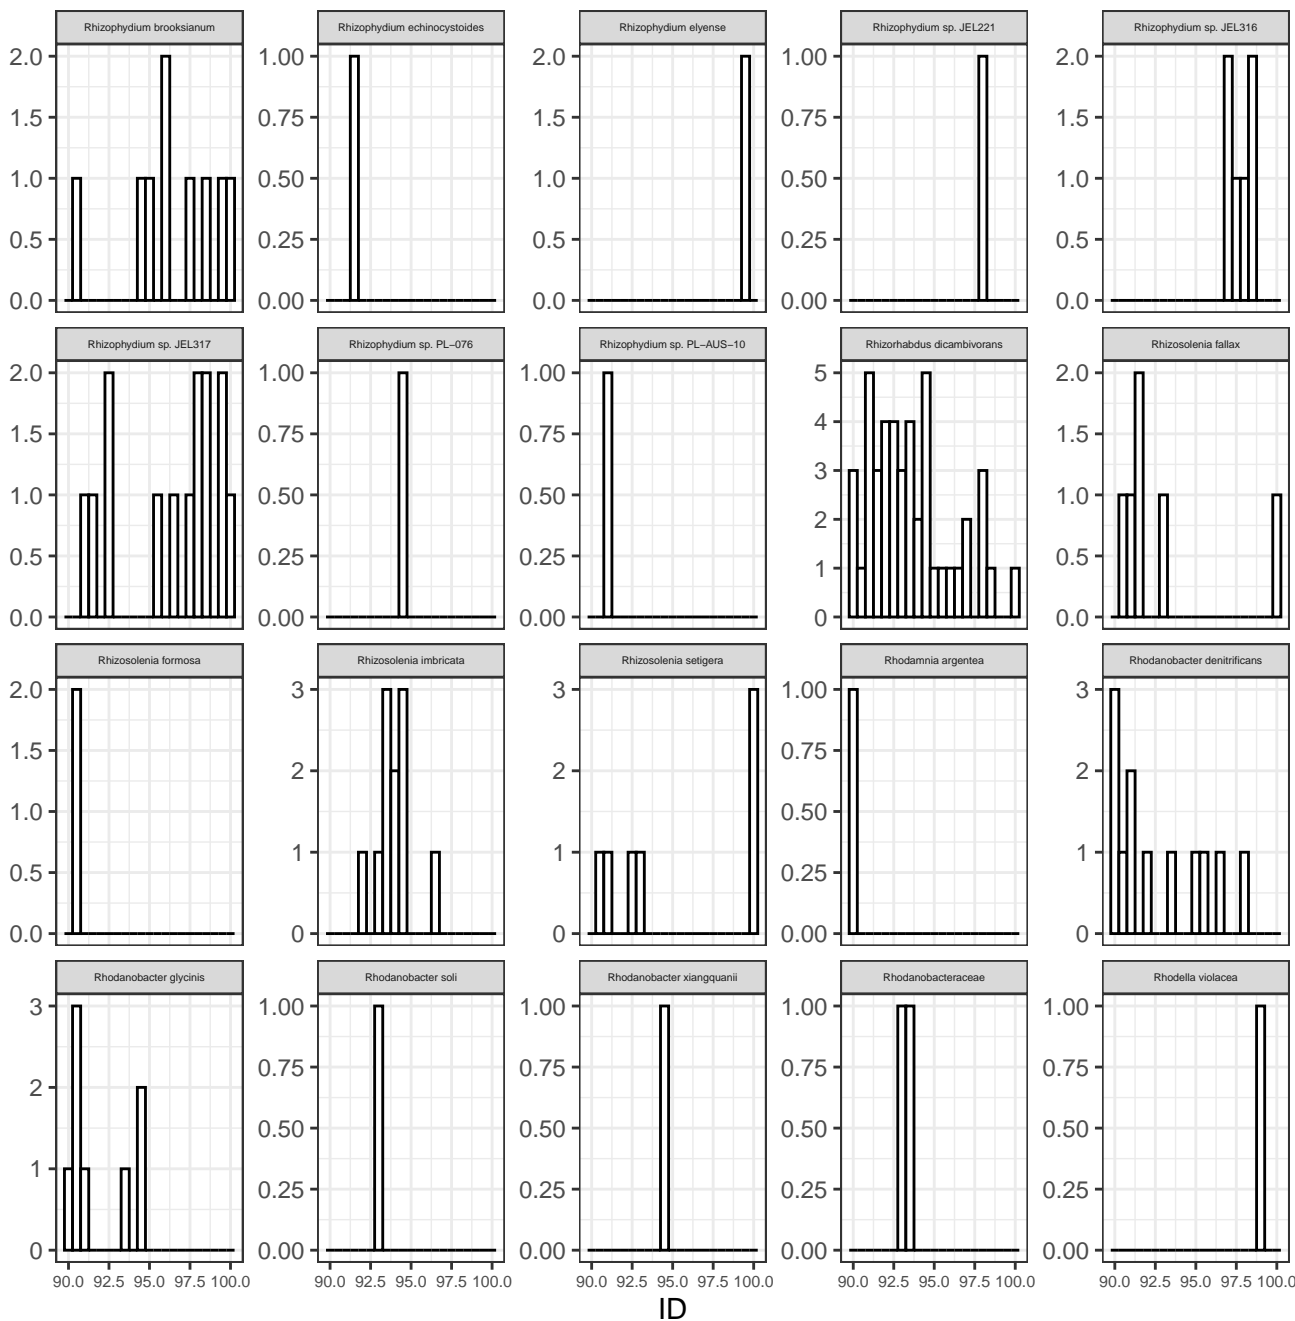 Rhizophydium brooksianum Rhizophydium echinocystoides Rhizophydium elyense Rhizophydium sp. JEL221 Rhizophydium sp. JEL316
2.0 1.00 2.0 1.00 2.0
1.5 0.75 1.5 0.75 1.5
1.0 0.50 1.0 0.50 1.0
0.5 0.25 0.5 0.25 0.5
0.0 0.00 0.0 0.00 0.0
Rhizophydium sp. JEL317 Rhizophydium sp. PL−076 Rhizophydium sp. PL−AUS−10 Rhizorhabdus dicambivorans Rhizosolenia fallax
2.0 1.00 1.00 5 2.0
4
1.5 0.75 0.75 1.5
3
1.0 0.50 0.50 1.0
2
0.5 0.25 0.25 0.5
1
0.0 0.00 0.00 0 0.0
Rhizosolenia formosa Rhizosolenia imbricata Rhizosolenia setigera Rhodamnia argentea Rhodanobacter denitrificans
2.0 3 3 1.00 3
1.5 0.75
2 2 2
1.0 0.50
1 1 1
0.5 0.25
0.0 0 0 0.00 0
Rhodanobacter glycinis Rhodanobacter soli Rhodanobacter xiangquanii Rhodanobacteraceae Rhodella violacea
3 1.00 1.00 1.00 1.00
0.75 0.75 0.75 0.75
2
0.50 0.50 0.50 0.50
1
0.25 0.25 0.25 0.25
0 0.00 0.00 0.00 0.00
90.0 92.5 95.0 97.5 100.0 90.0 92.5 95.0 97.5 100.0 90.0 92.5 95.0 97.5 100.0 90.0 92.5 95.0 97.5 100.0 90.0 92.5 95.0 97.5 100.0
ID